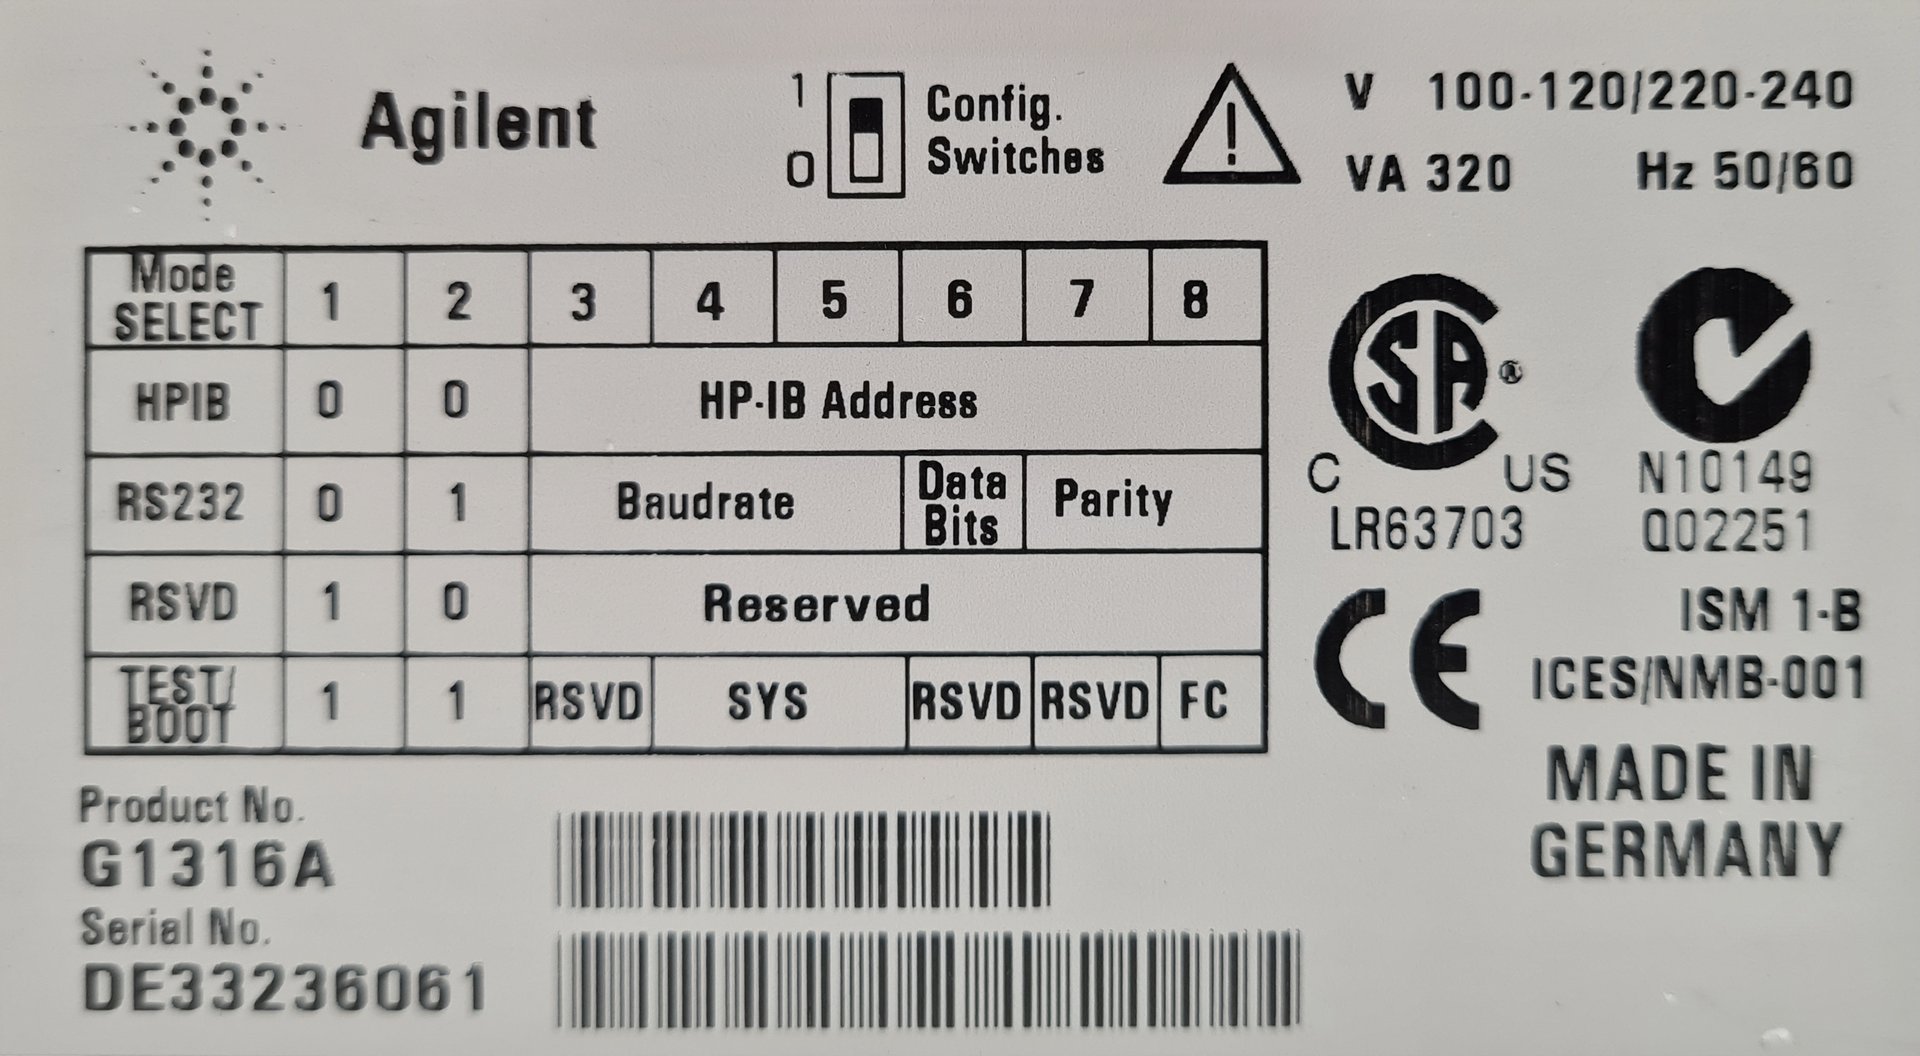 Agilent
1
0
Config.
Switches
V 100-120/220-240
VA 320 Hz 50/60
Mode SELECT 1 2 3 4 5 6 7 8
HPIB 0 0 HP-IB Address
RS232 0 1 Baudrate Data Bits Parity
RSVD 1 0 Reserved
TEST/BOOT 1 1 RSVD SYS RSVD RSVD FC
SA ®
C US
LR63703
N10149
Q02251
CE
ISM 1-B
ICES/NMB-001
MADE IN
GERMANY
Product No.
G1316A
Serial No.
DE33236061